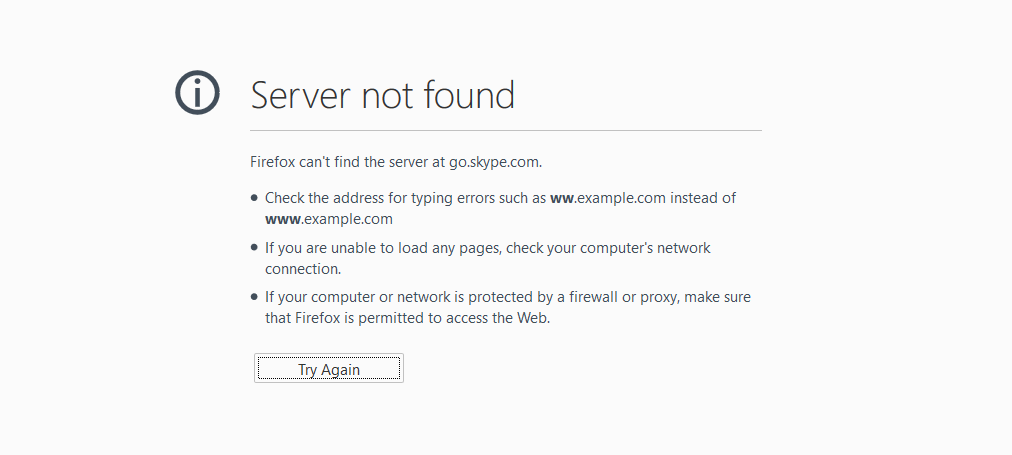 Server not found
Firefox can't find the server at go.skype.com.
Check the address for typing errors such as ww.example.com instead of
www.example.com
If you are unable to load any pages, check your computer's network
connection.
If your computer or network is protected by a firewall or proxy, make sure
that Firefox is permitted to access the Web.
Try Again